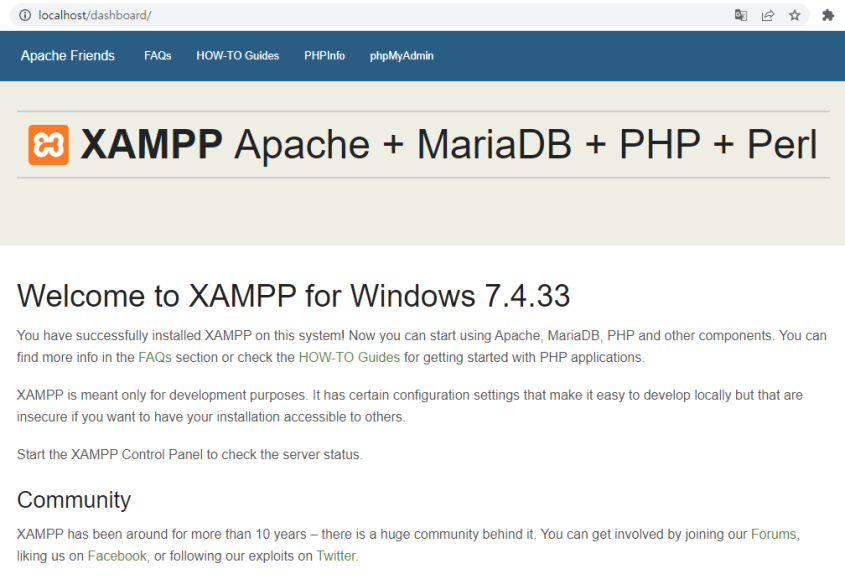 localhost/dashboard/
Apache Friends FAQs HOW-TO Guides PHPInfo phpMyAdmin
XAMPP Apache + MariaDB + PHP + Perl
Welcome to XAMPP for Windows 7.4.33
You have successfully installed XAMPP on this system! Now you can start using Apache, MariaDB, PHP and other components. You can
find more info in the FAQs section or check the HOW-TO Guides for getting started with PHP applications.
XAMPP is meant only for development purposes. It has certain configuration settings that make it easy to develop locally but that are
insecure if you want to have your installation accessible to others.
Start the XAMPP Control Panel to check the server status.
Community
XAMPP has been around for more than 10 years – there is a huge community behind it. You can get involved by joining our Forums,
liking us on Facebook, or following our exploits on Twitter.